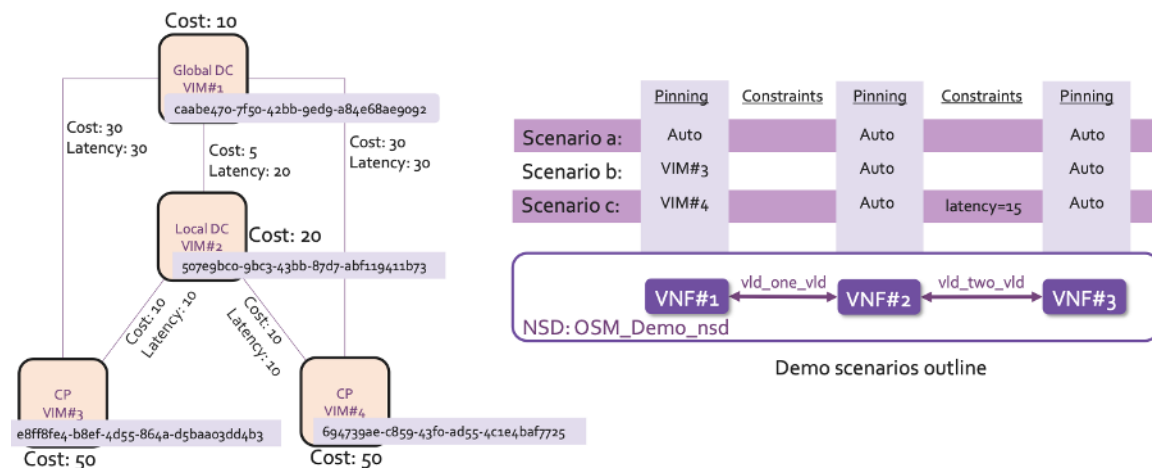 Cost: 10
Global DC
VIM#1
caabe470-7f50-42bb-9ed9-a84e68ae9092
Cost: 30
Latency: 30
Cost: 5
Latency: 20
Cost: 30
Latency: 30
Local DC
VIM#2
Cost: 20
507e9bc0-9bc3-43bb-87d7-abf119411b73
Cost: 10
Latency: 10
Cost: 10
Latency: 10
CP
VIM#3
e8ff8fe4-b8ef-4d55-864a-d5baa03dd4b3
Cost: 50
CP
VIM#4
694739ae-c859-43f0-ad55-4c1e4baf7725
Cost: 50
Pinning Constraints Pinning Constraints Pinning
Scenario a: Auto Auto Auto
Scenario b: VIM#3 Auto Auto
Scenario c: VIM#4 Auto latency=15 Auto
VNF#1 vld_one_vld VNF#2 vld_two_vld VNF#3
NSD: OSM_Demo_nsd
Demo scenarios outline